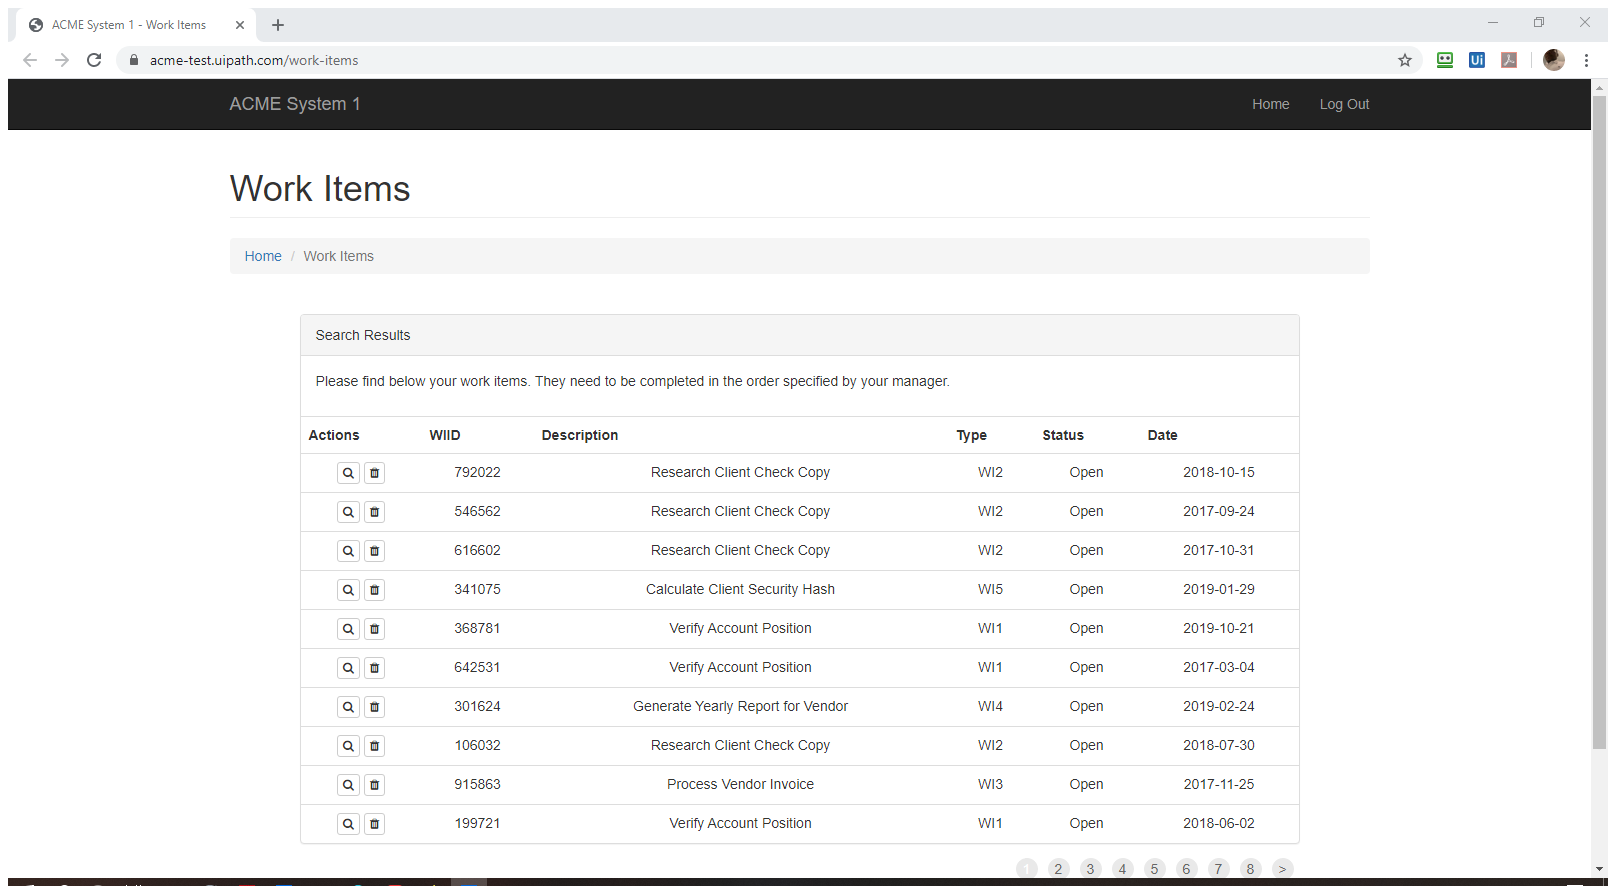 ACME System 1 - Work Items
acme-test.uipath.com/work-items
Ui
ACME System 1 Home Log Out
Work Items
Home / Work Items
Search Results
Please find below your work items. They need to be completed in the order specified by your manager.
Actions WIID Description Type Status Date
792022 Research Client Check Copy WI2 Open 2018-10-15
546562 Research Client Check Copy WI2 Open 2017-09-24
616602 Research Client Check Copy WI2 Open 2017-10-31
341075 Calculate Client Security Hash WI5 Open 2019-01-29
368781 Verify Account Position WI1 Open 2019-10-21
642531 Verify Account Position WI1 Open 2017-03-04
301624 Generate Yearly Report for Vendor WI4 Open 2019-02-24
106032 Research Client Check Copy WI2 Open 2018-07-30
915863 Process Vendor Invoice WI3 Open 2017-11-25
199721 Verify Account Position WI1 Open 2018-06-02
1 2 3 4 5 6 7 8 >